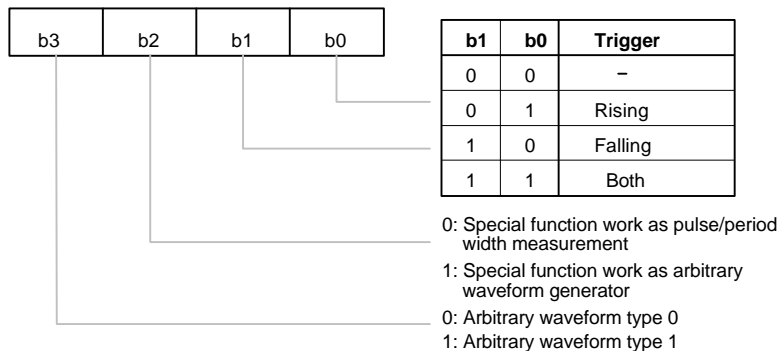 b3 b2 b1 b0
b1 b0 Trigger
0 0 –
0 1 Rising
1 0 Falling
1 1 Both
0: Special function work as pulse/period
width measurement
1: Special function work as arbitrary
waveform generator
0: Arbitrary waveform type 0
1: Arbitrary waveform type 1